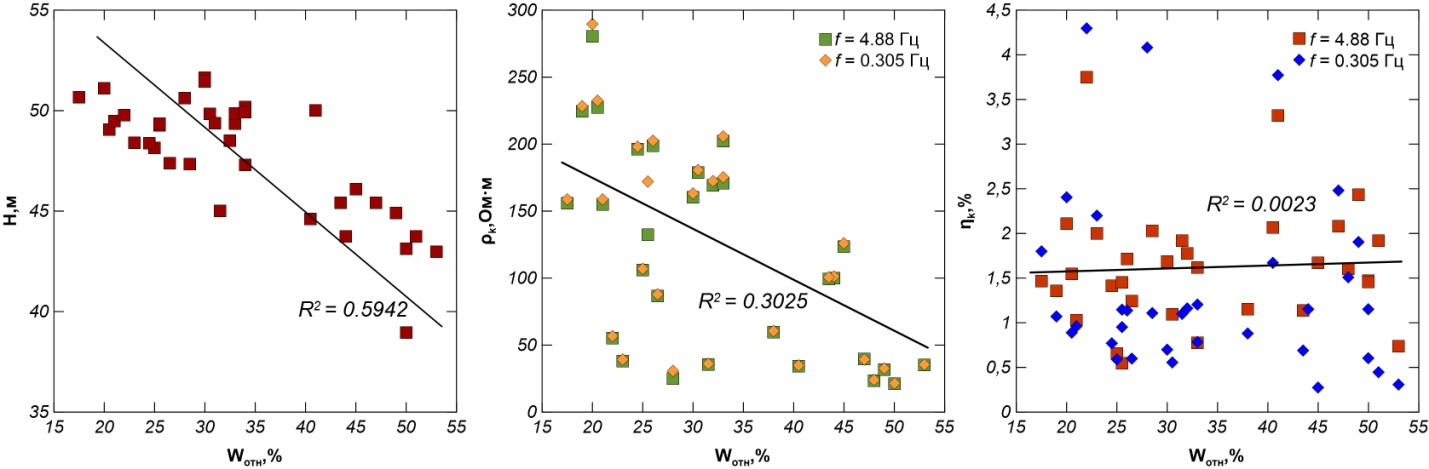 55
50
45
40
35
H,м
R² = 0.5942
15 20 25 30 35 40 45 50 55
Wотн,%
300
250
200
150
100
50
0
ρk,Ом·м
f = 4.88 Гц
f = 0.305 Гц
R² = 0.3025
15 20 25 30 35 40 45 50 55
Wотн,%
4,5
4
3,5
3
2,5
2
1,5
1
0,5
0
ηk,%
f = 4.88 Гц
f = 0.305 Гц
R² = 0.0023
15 20 25 30 35 40 45 50 55
Wотн,%